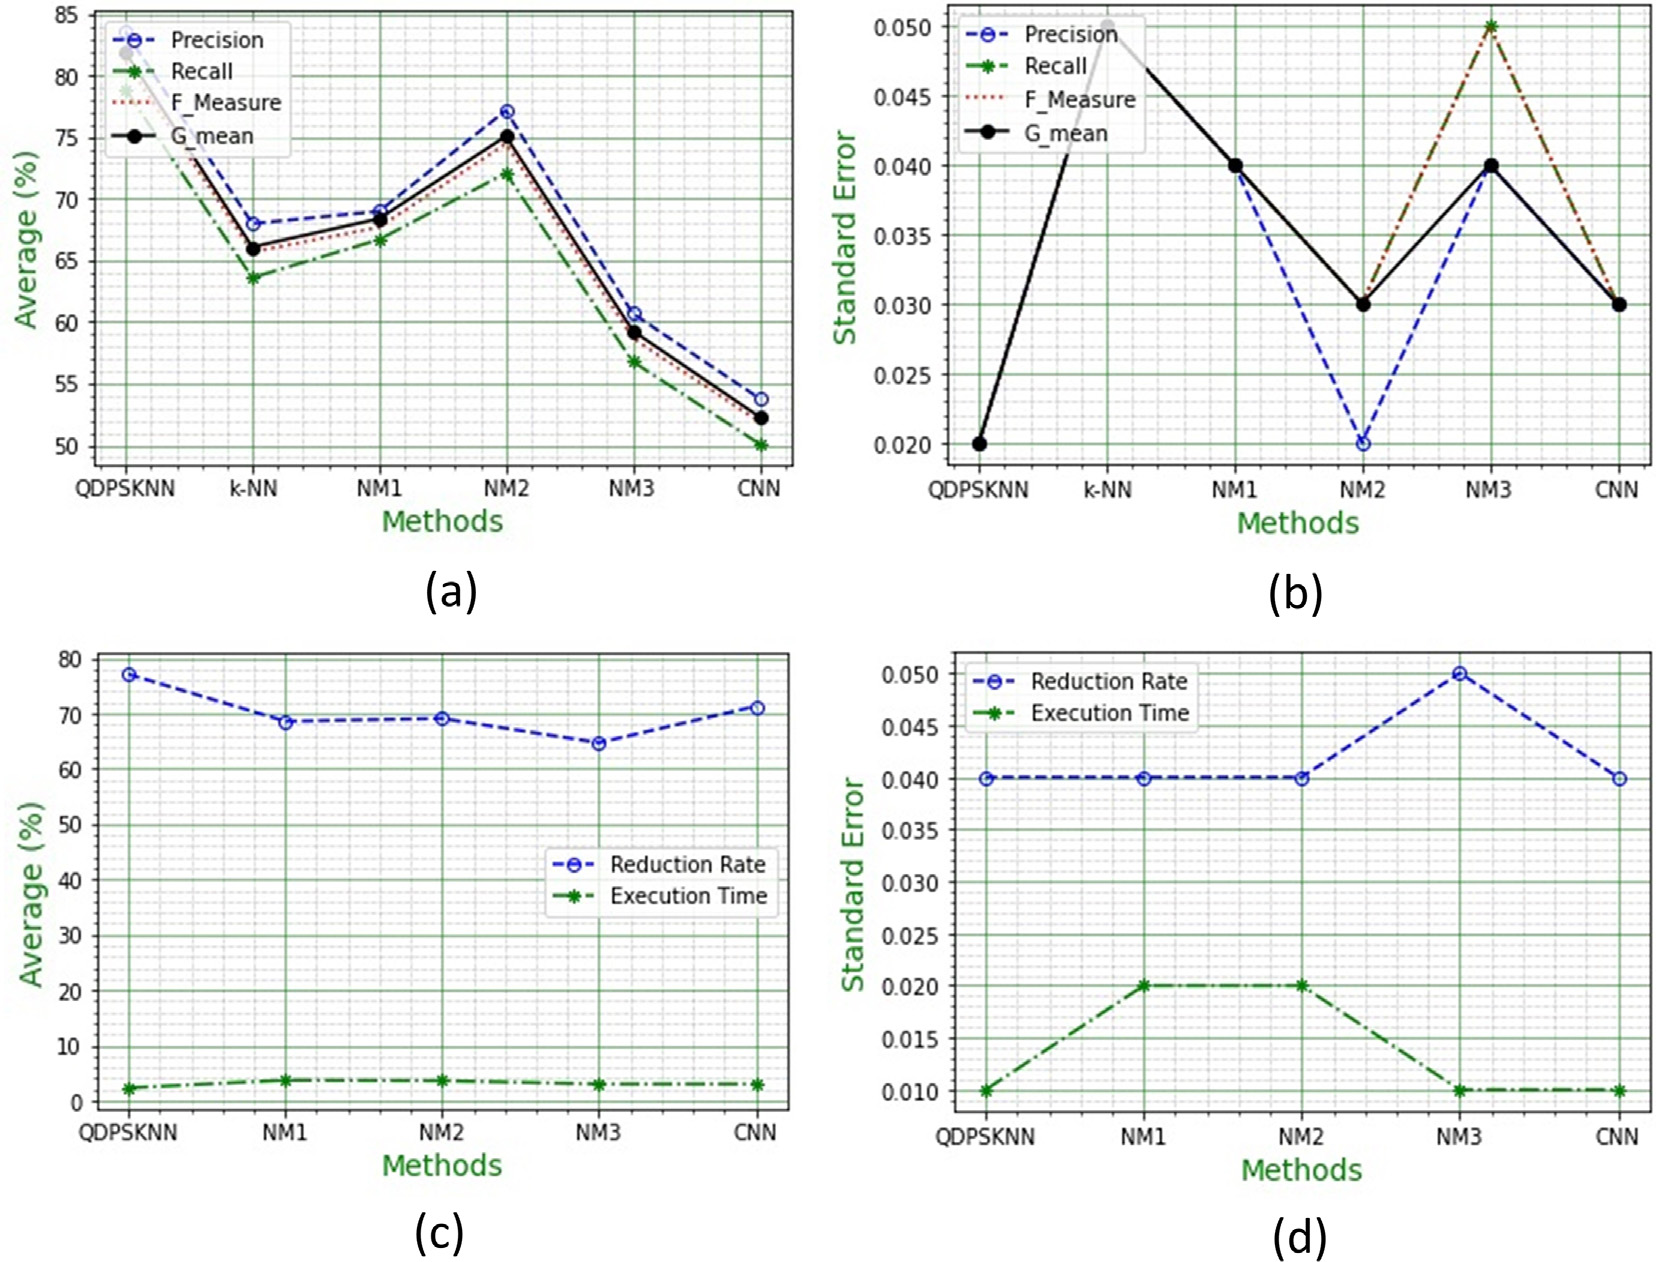 85
80
75
70
65
60
55
50
Average (%)
Precision
Recall
F_Measure
G_mean
QDPSKNN k-NN NM1 NM2 NM3 CNN
Methods
(a)
0.050
0.045
0.040
0.035
0.030
0.025
0.020
Standard Error
Precision
Recall
F_Measure
G_mean
QDPSKNN k-NN NM1 NM2 NM3 CNN
Methods
(b)
80
70
60
50
40
30
20
10
0
Average (%)
Reduction Rate
Execution Time
QDPSKNN NM1 NM2 NM3 CNN
Methods
(c)
0.050
0.045
0.040
0.035
0.030
0.025
0.020
0.015
0.010
Standard Error
Reduction Rate
Execution Time
QDPSKNN NM1 NM2 NM3 CNN
Methods
(d)